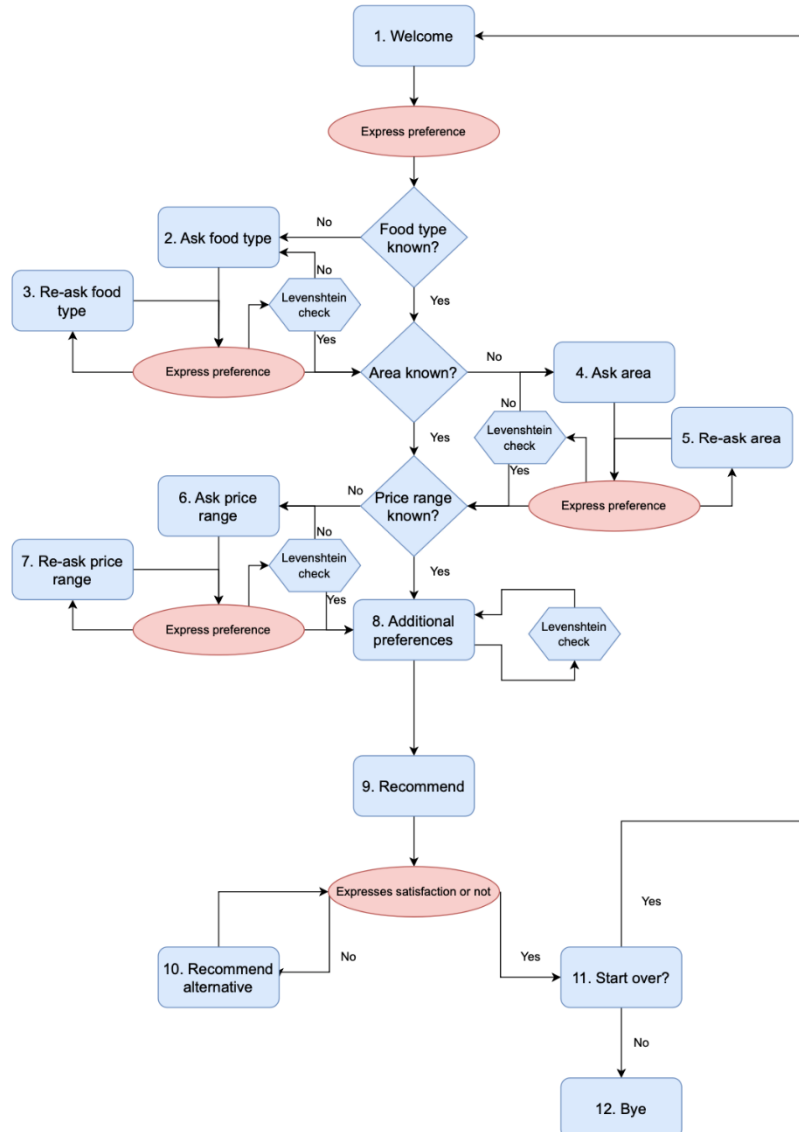 1. Welcome
Express preference
Food type
known?
No
2. Ask food type
No
Levenshtein
check
3. Re-ask food
type
Yes
Yes
Express preference
Area known?
No
4. Ask area
No
Levenshtein
check
5. Re-ask area
Yes
Yes
Express preference
6. Ask price
range
No
Price range
known?
No
Levenshtein
check
7. Re-ask price
range
Yes
Yes
Express preference
8. Additional
preferences
Levenshtein
check
9. Recommend
Expresses satisfaction or not
Yes
No
Yes
10. Recommend
alternative
11. Start over?
No
12. Bye